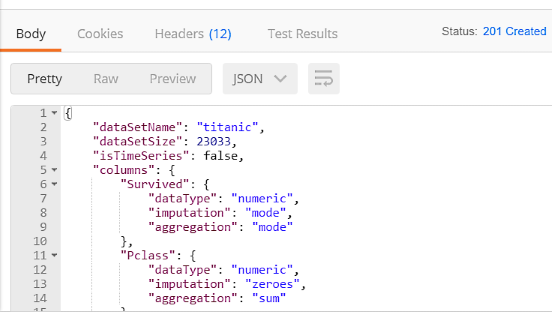 Body Cookies Headers (12) Test Results Status: 201 Created
Pretty Raw Preview JSON
1 {
2 "dataSetName": "titanic",
3 "dataSetSize": 23033,
4 "isTimeSeries": false,
5 "columns": {
6 "Survived": {
7 "dataType": "numeric",
8 "imputation": "mode",
9 "aggregation": "mode"
10 },
11 "Pclass": {
12 "dataType": "numeric",
13 "imputation": "zeroes",
14 "aggregation": "sum"
15 }